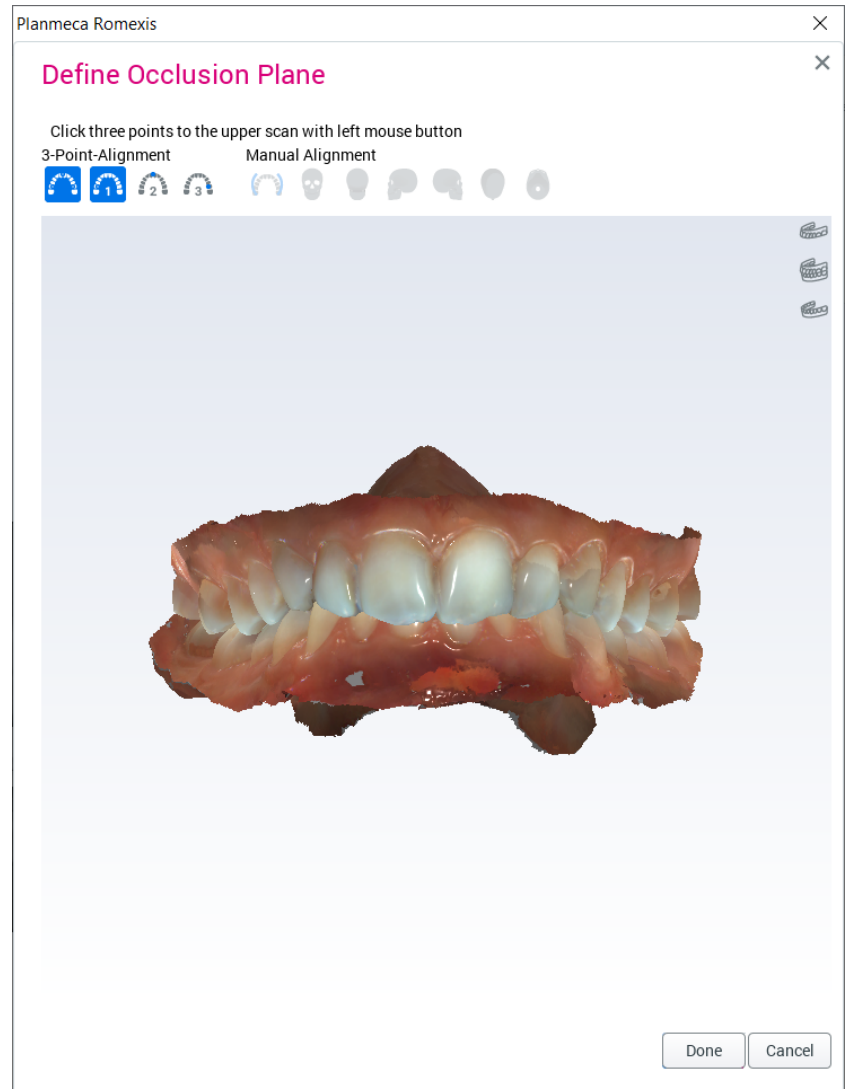 Planmeca Romexis
Define Occlusion Plane
Click three points to the upper scan with left mouse button
3-Point-Alignment Manual Alignment
1 2 3
Done Cancel